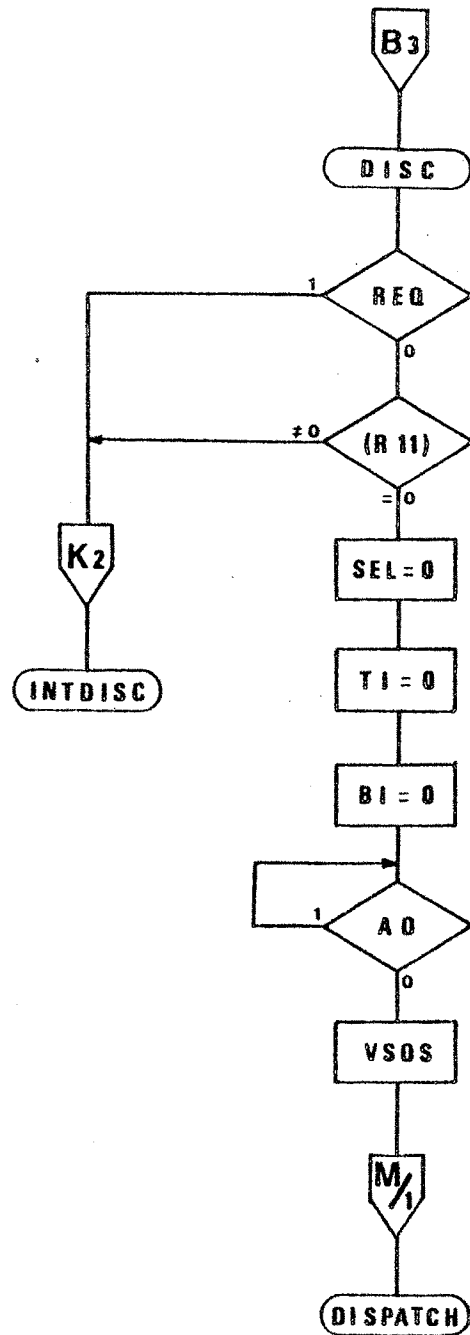 B3
DISC
1
REQ
0
≠0
(R 11)
= 0
K2
SEL = 0
INTDISC
TI = 0
BI = 0
1
AO
0
VSOS
M/1
DISPATCH